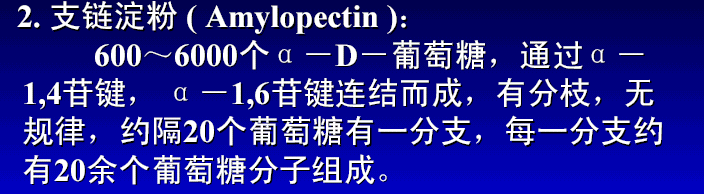 2. 支链淀粉 ( Amylopectin )：
600～6000个α－D－葡萄糖，通过α－
1,4苷键， α－1,6苷键连结而成，有分枝，无
规律，约隔20个葡萄糖有一分支，每一分支约
有20余个葡萄糖分子组成。